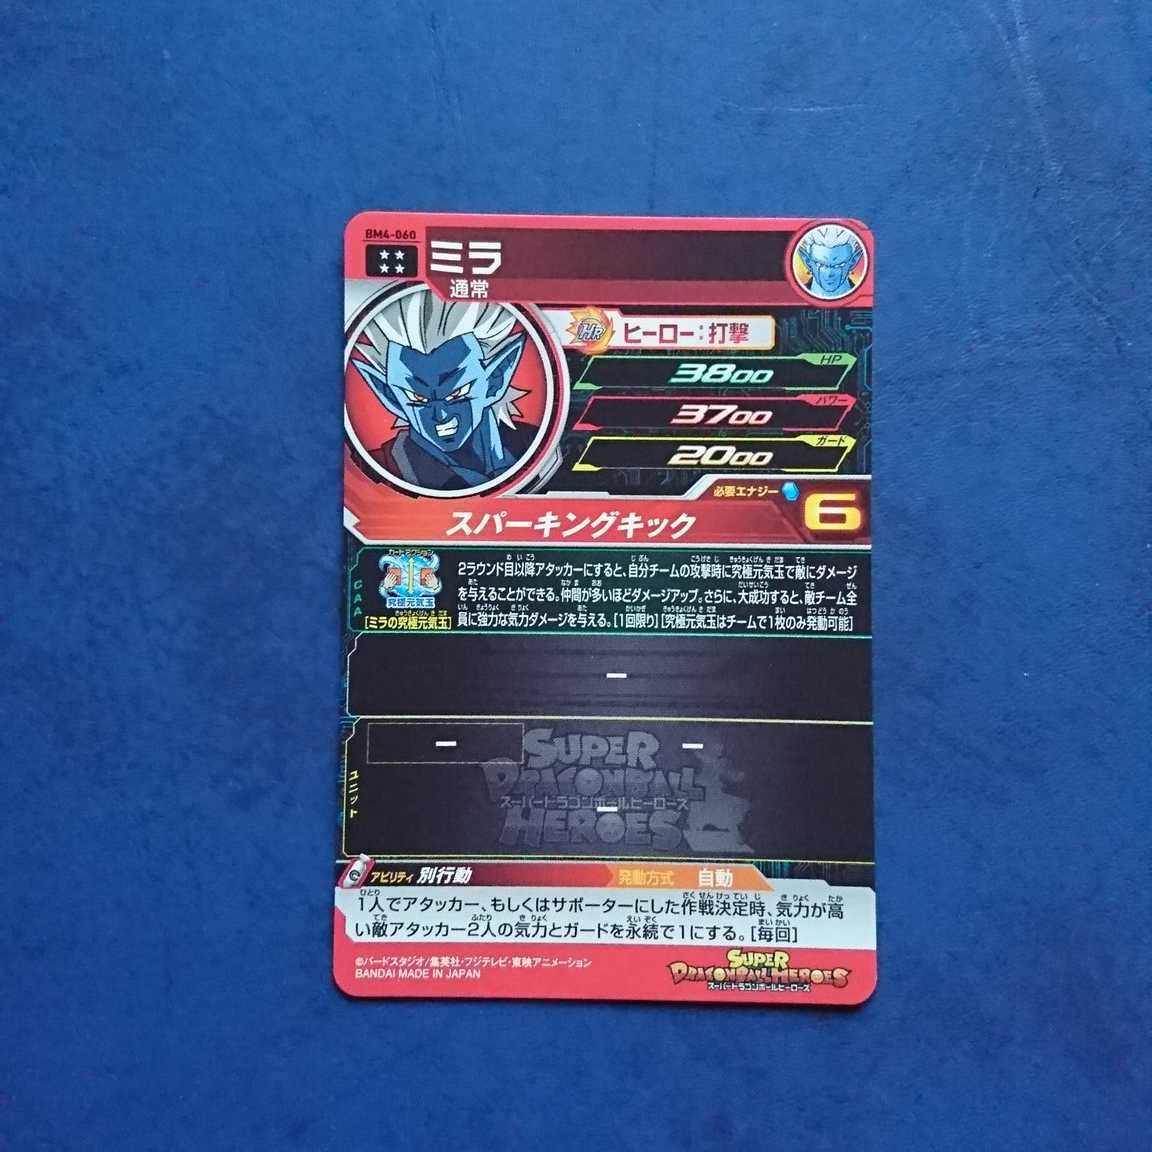 BM4-060
ミラ
通常
HR
ヒーロー：打撃
HP
3800
パワー
3700
ガード
2000
必要エナジー
6
スパーキングキック
CAA
カードアクション
究極元気玉
[ミラの究極元気玉]
2ラウンド目以降アタッカーにすると、自分チームの攻撃時に究極元気玉で敵にダメージ
を与えることができる。仲間が多いほどダメージアップ。さらに、大成功すると、敵チーム全
員に強力な気力ダメージを与える。[1回限り][究極元気玉はチームで1枚のみ発動可能]
ー
ユニット
ー
ー
ー
SUPER
DRAGONBALL
スーパードラゴンボールヒーローズ
HEROES
アビリティ 別行動
発動方式 自動
1人でアタッカー、もしくはサポーターにした作戦決定時、気力が高
い敵アタッカー2人の気力とガードを永続で1にする。[毎回]
©バードスタジオ/集英社・フジテレビ・東映アニメーション
BANDAI MADE IN JAPAN
SUPER
DRAGONBALL HEROES
スーパードラゴンボールヒーローズ